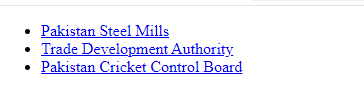 Pakistan Steel Mills
Trade Development Authority
Pakistan Cricket Control Board